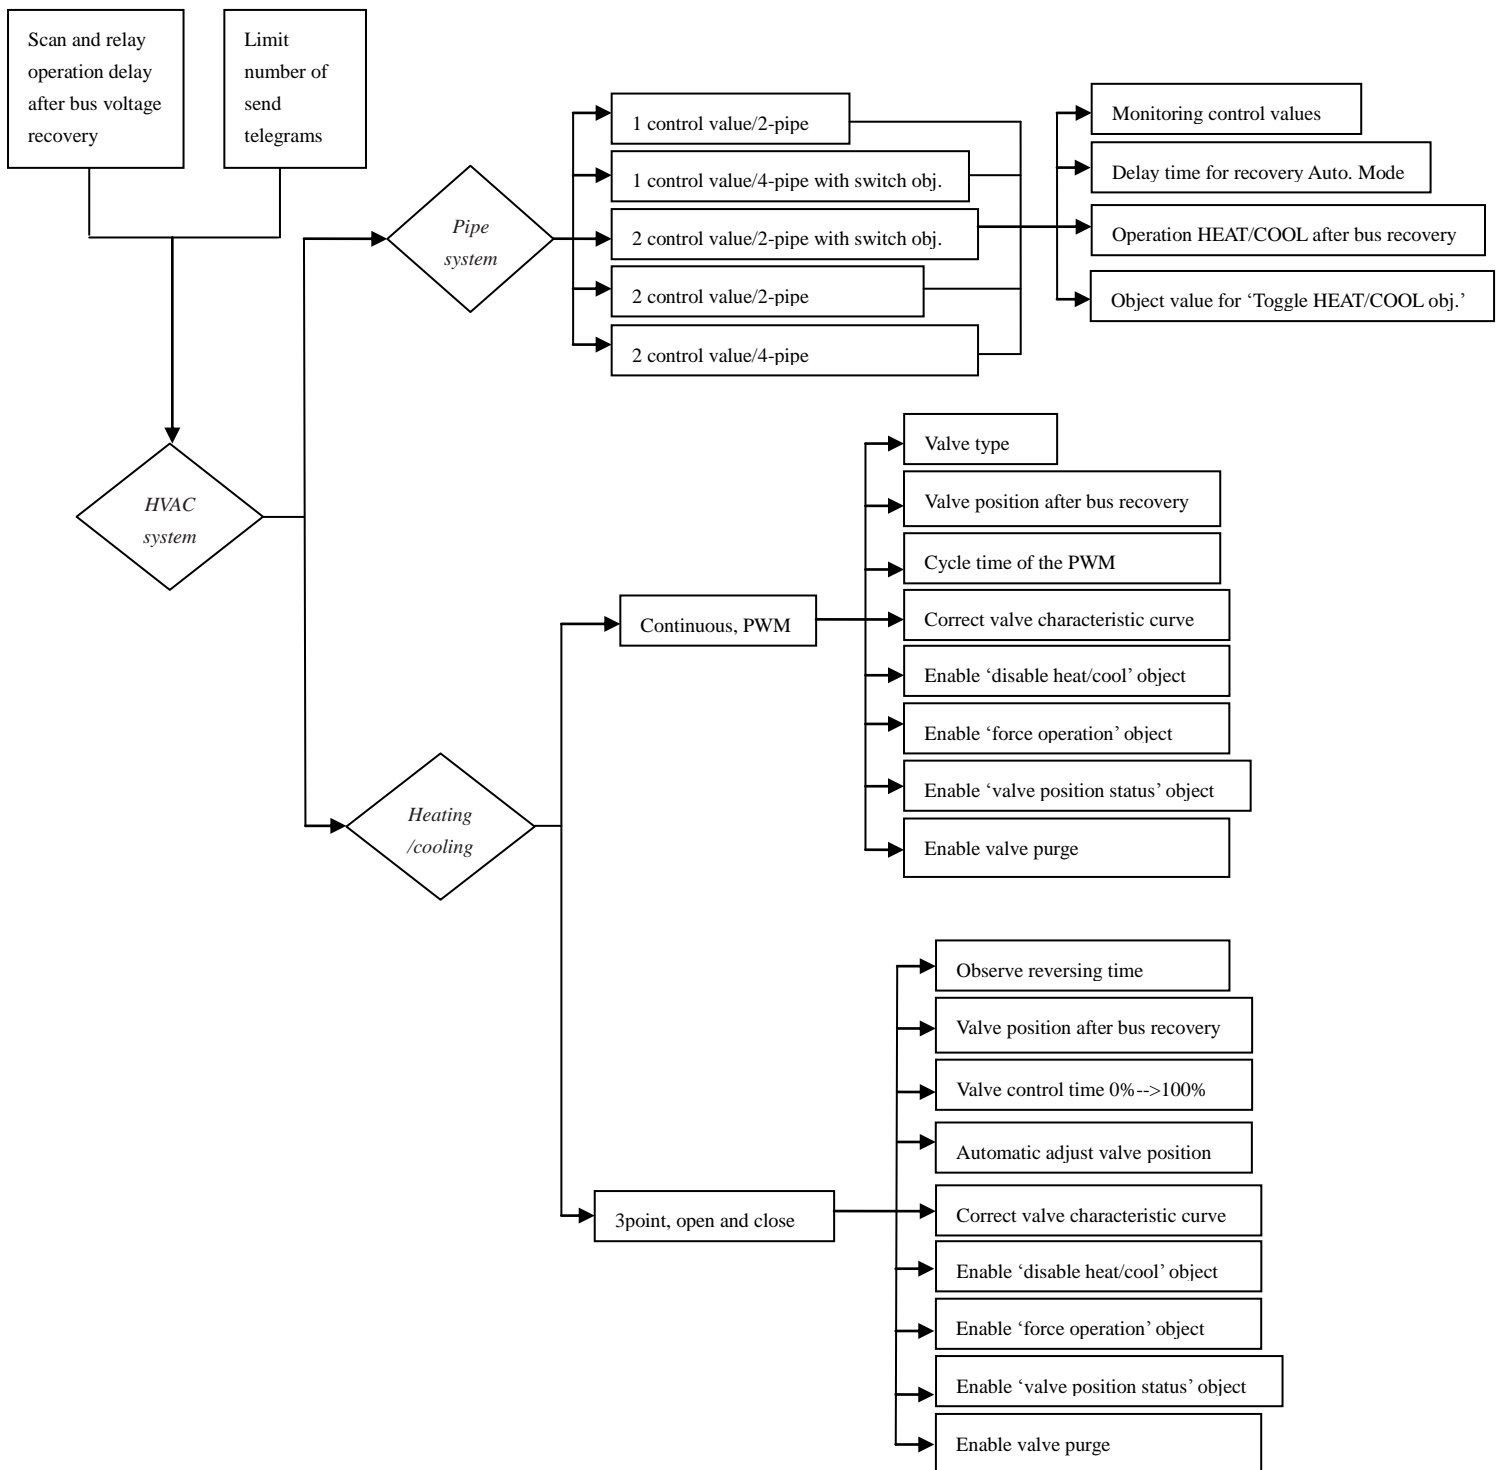 Scan and relay
operation delay
after bus voltage
recovery
Limit
number of
send
telegrams
Pipe
system
1 control value/2-pipe
1 control value/4-pipe with switch obj.
2 control value/2-pipe with switch obj.
2 control value/2-pipe
2 control value/4-pipe
Monitoring control values
Delay time for recovery Auto. Mode
Operation HEAT/COOL after bus recovery
Object value for ‘Toggle HEAT/COOL obj.’
HVAC
system
Heating
/cooling
Continuous, PWM
Valve type
Valve position after bus recovery
Cycle time of the PWM
Correct valve characteristic curve
Enable ‘disable heat/cool’ object
Enable ‘force operation’ object
Enable ‘valve position status’ object
Enable valve purge
3point, open and close
Observe reversing time
Valve position after bus recovery
Valve control time 0%-->100%
Automatic adjust valve position
Correct valve characteristic curve
Enable ‘disable heat/cool’ object
Enable ‘force operation’ object
Enable ‘valve position status’ object
Enable valve purge